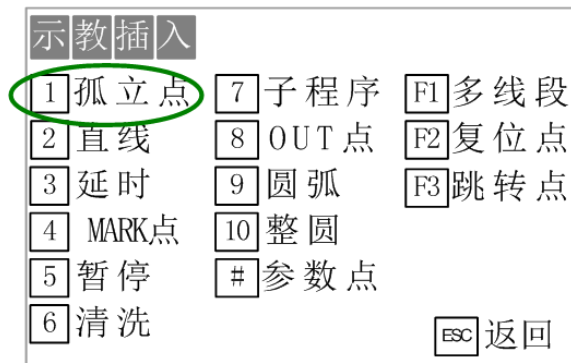 示教插入
1 孤立点 7 子程序 F1 多线段
2 直线 8 OUT点 F2 复位点
3 延时 9 圆弧 F3 跳转点
4 MARK点 10 整圆
5 暂停 # 参数点
6 清洗 ESC 返回